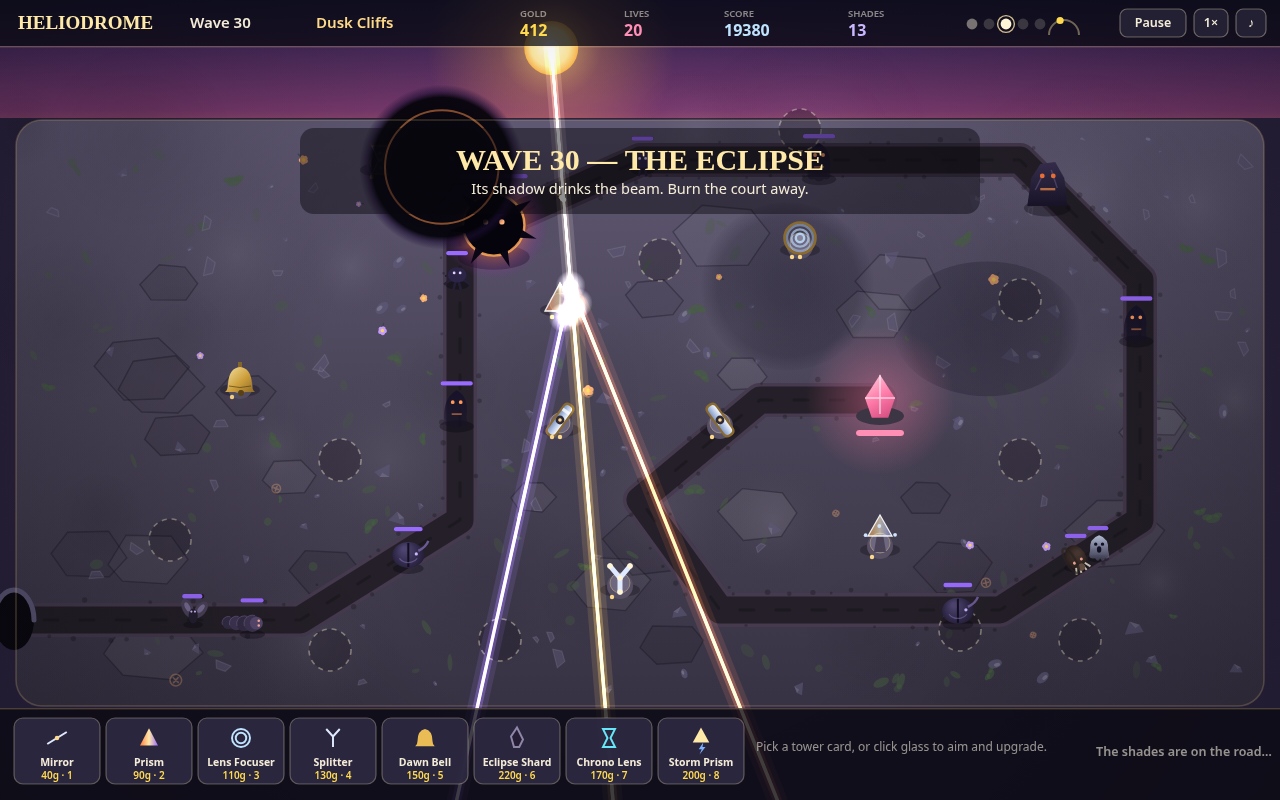 HELIODROME
Wave 30
Dusk Cliffs
GOLD
412
LIVES
20
SCORE
19380
SHADES
13
Pause
1×
♪
WAVE 30 — THE ECLIPSE
Its shadow drinks the beam. Burn the court away.
Mirror
40g · 1
Prism
90g · 2
Lens Focuser
110g · 3
Splitter
130g · 4
Dawn Bell
150g · 5
Eclipse Shard
220g · 6
Chrono Lens
170g · 7
Storm Prism
200g · 8
Pick a tower card, or click glass to aim and upgrade.
The shades are on the road...